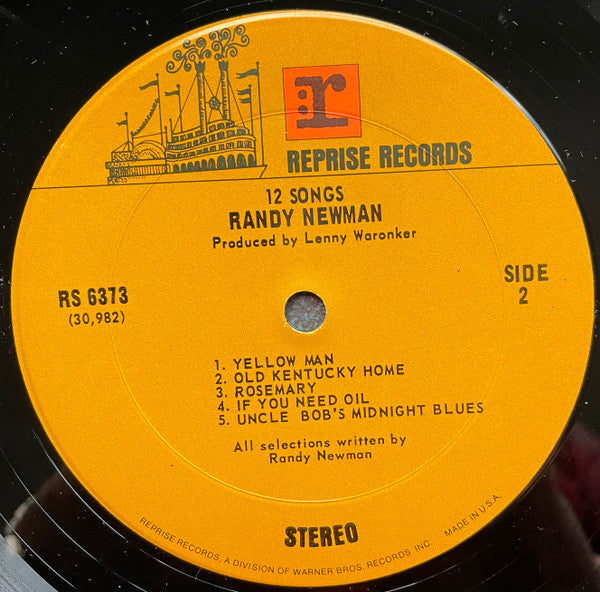 r
REPRISE RECORDS
12 SONGS
RANDY NEWMAN
Produced by Lenny Waronker
RS 6373
(30,982)
SIDE
2
1. YELLOW MAN
2. OLD KENTUCKY HOME
3. ROSEMARY
4. IF YOU NEED OIL
5. UNCLE BOB'S MIDNIGHT BLUES
All selections written by
Randy Newman
STEREO
REPRISE RECORDS, A DIVISION OF WARNER BROS. RECORDS INC. MADE IN U.S.A.